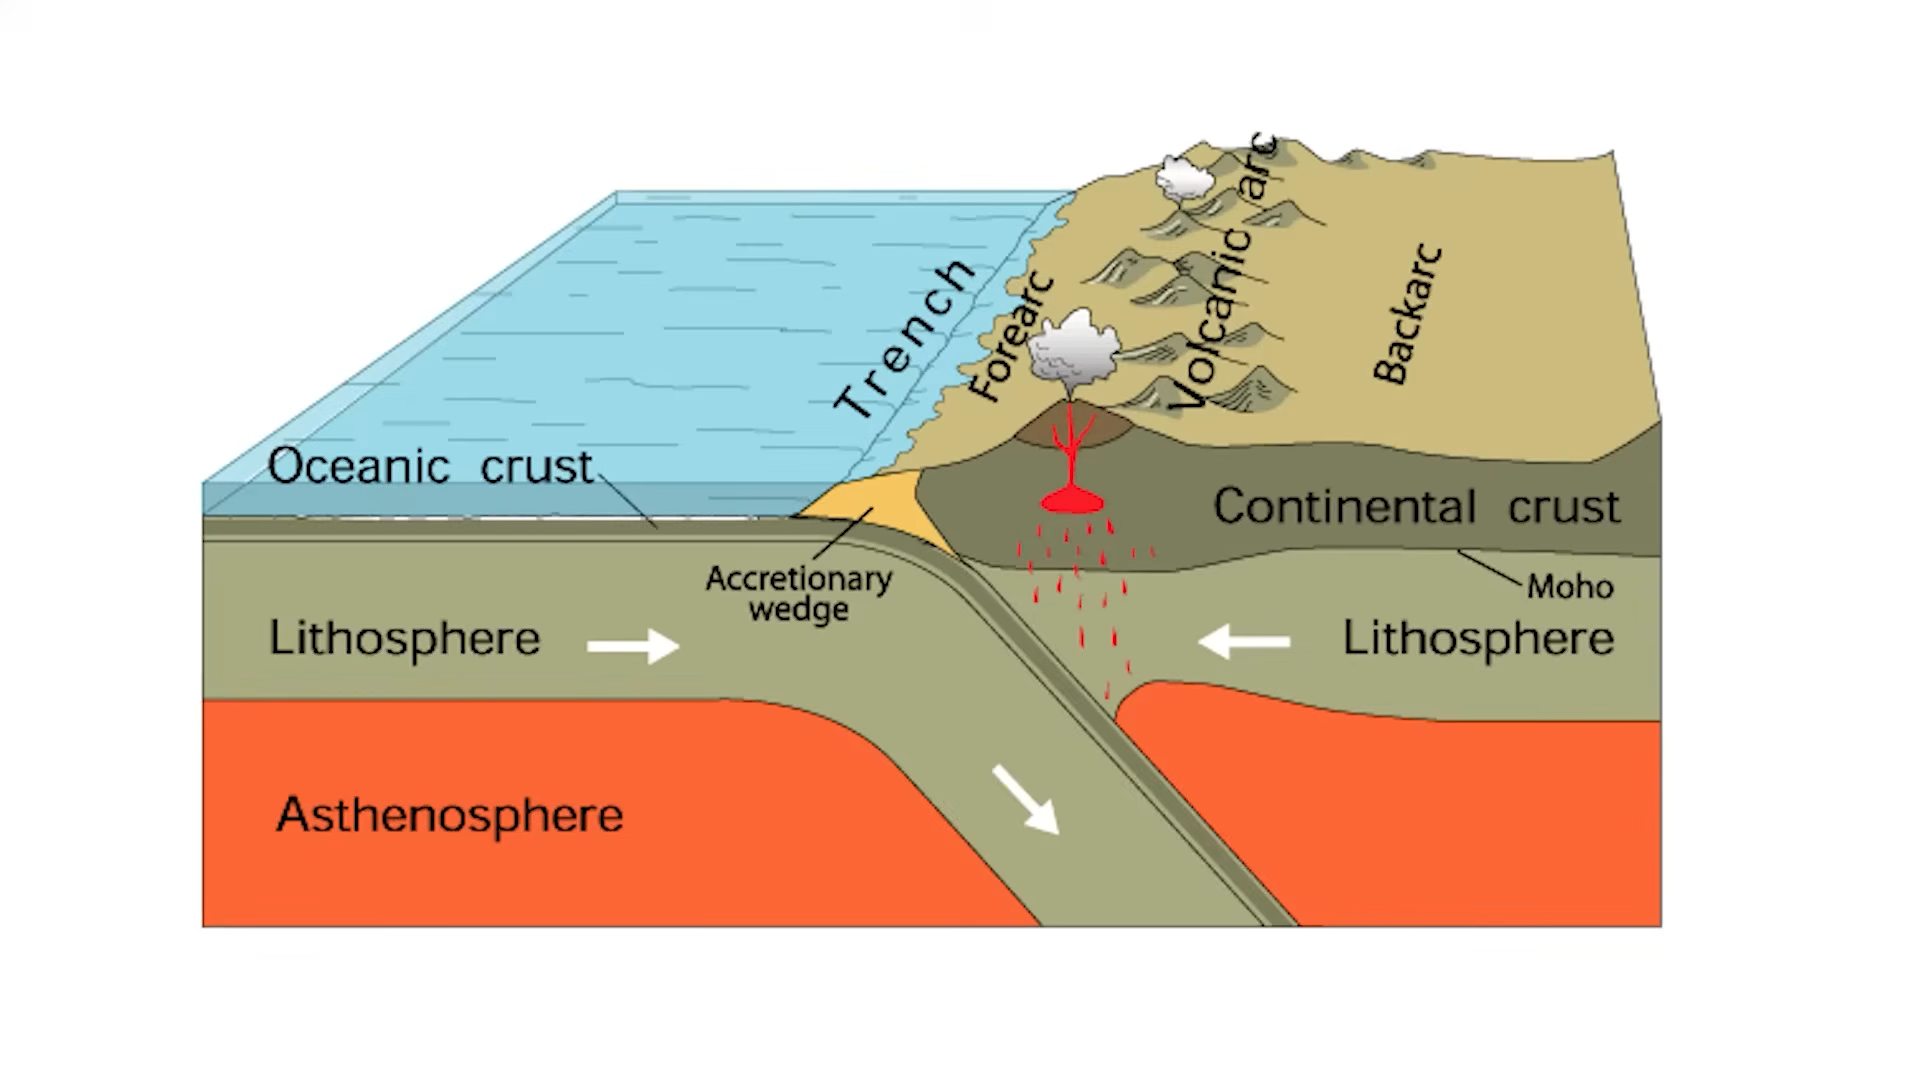 Trench
Forearc
Volcanic arc
Backarc
Oceanic crust
Continental crust
Accretionary
wedge
Moho
Lithosphere
Lithosphere
Asthenosphere